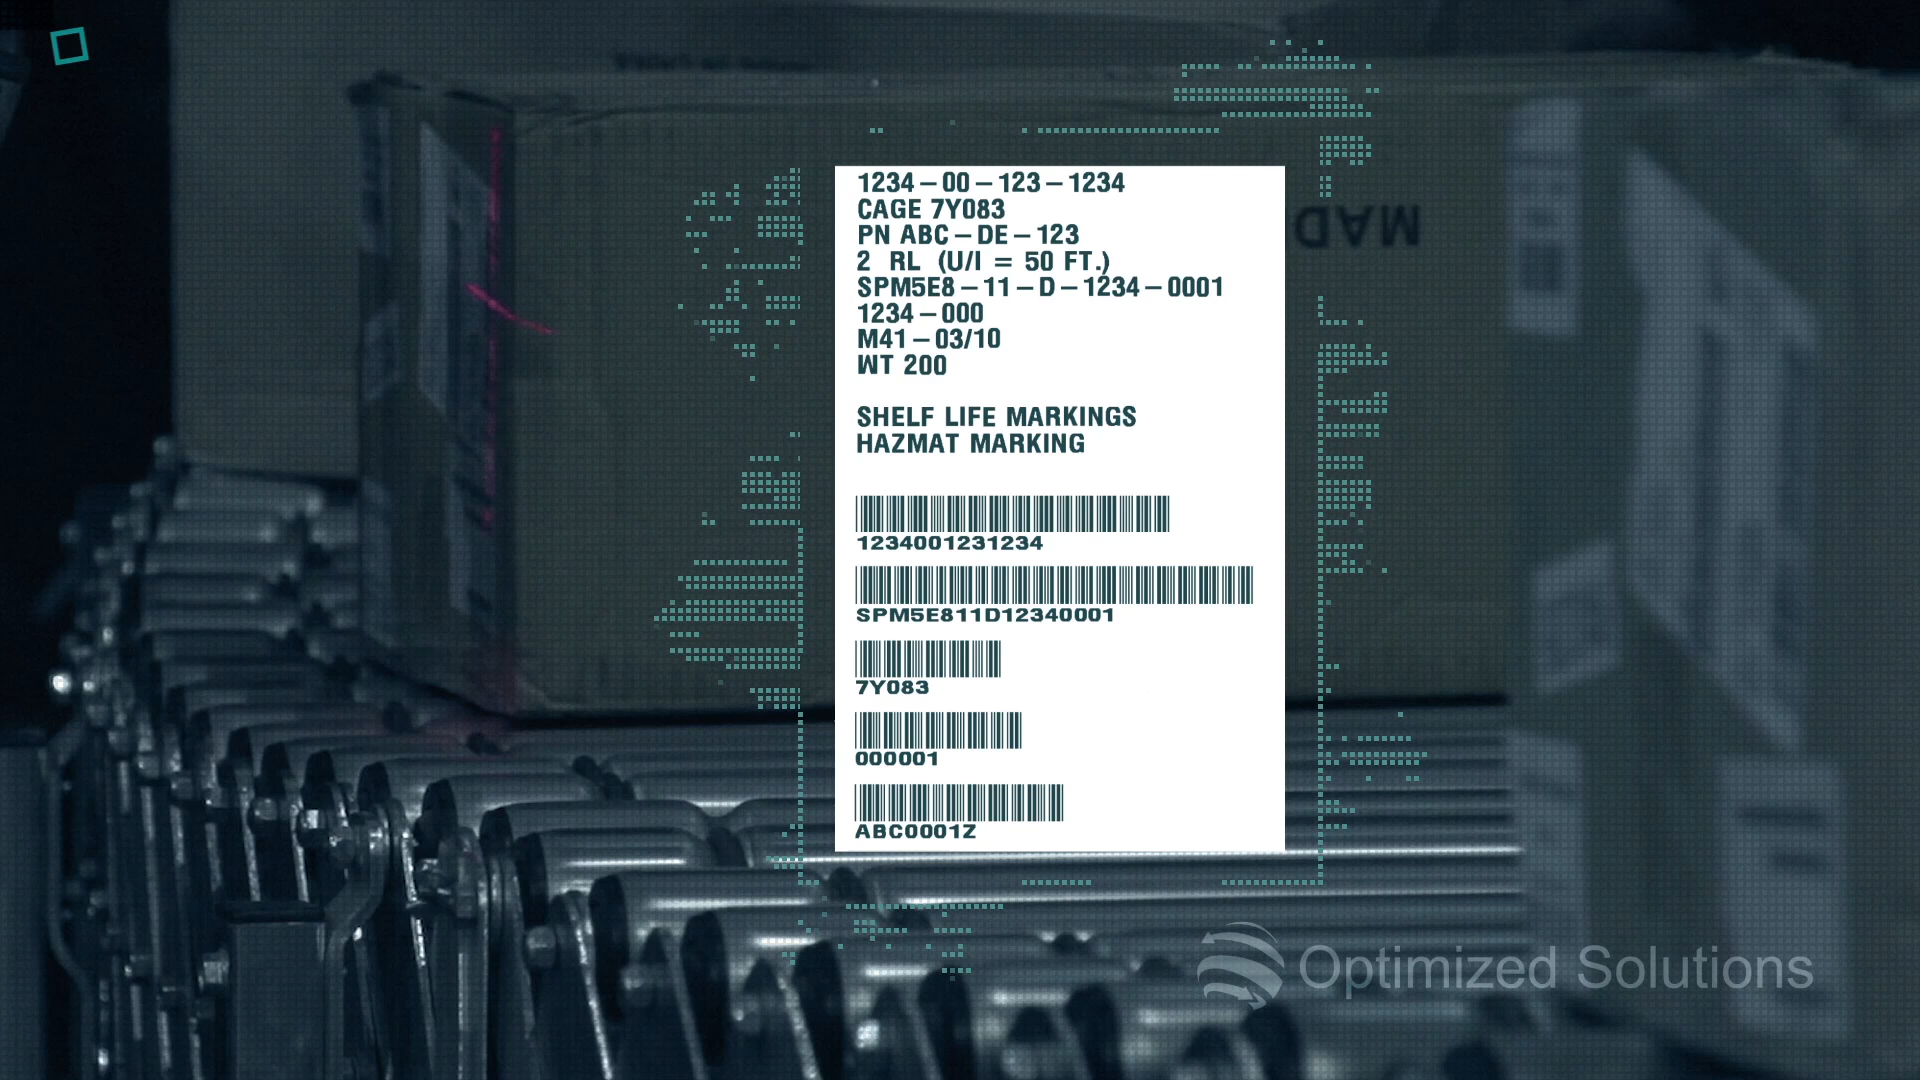 1234 – 00 – 123 – 1234
CAGE 7Y083
PN ABC – DE – 123
2 RL (U/I = 50 FT.)
SPM5E8 – 11 – D – 1234 – 0001
1234 – 000
M41 – 03/10
WT 200
SHELF LIFE MARKINGS
HAZMAT MARKING
1234001231234
SPM5E811D12340001
7Y083
000001
ABC0001Z
MAD
Optimized Solutions